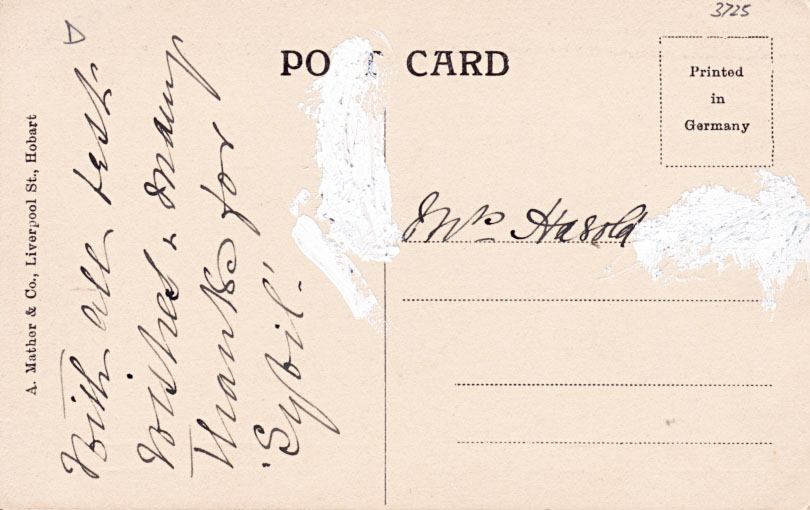 3725
POST CARD
Printed
in
Germany
A. Mather & Co., Liverpool St., Hobart
With all best
wishes & many
Thanks for
'Sybil.'
Mrs Harold